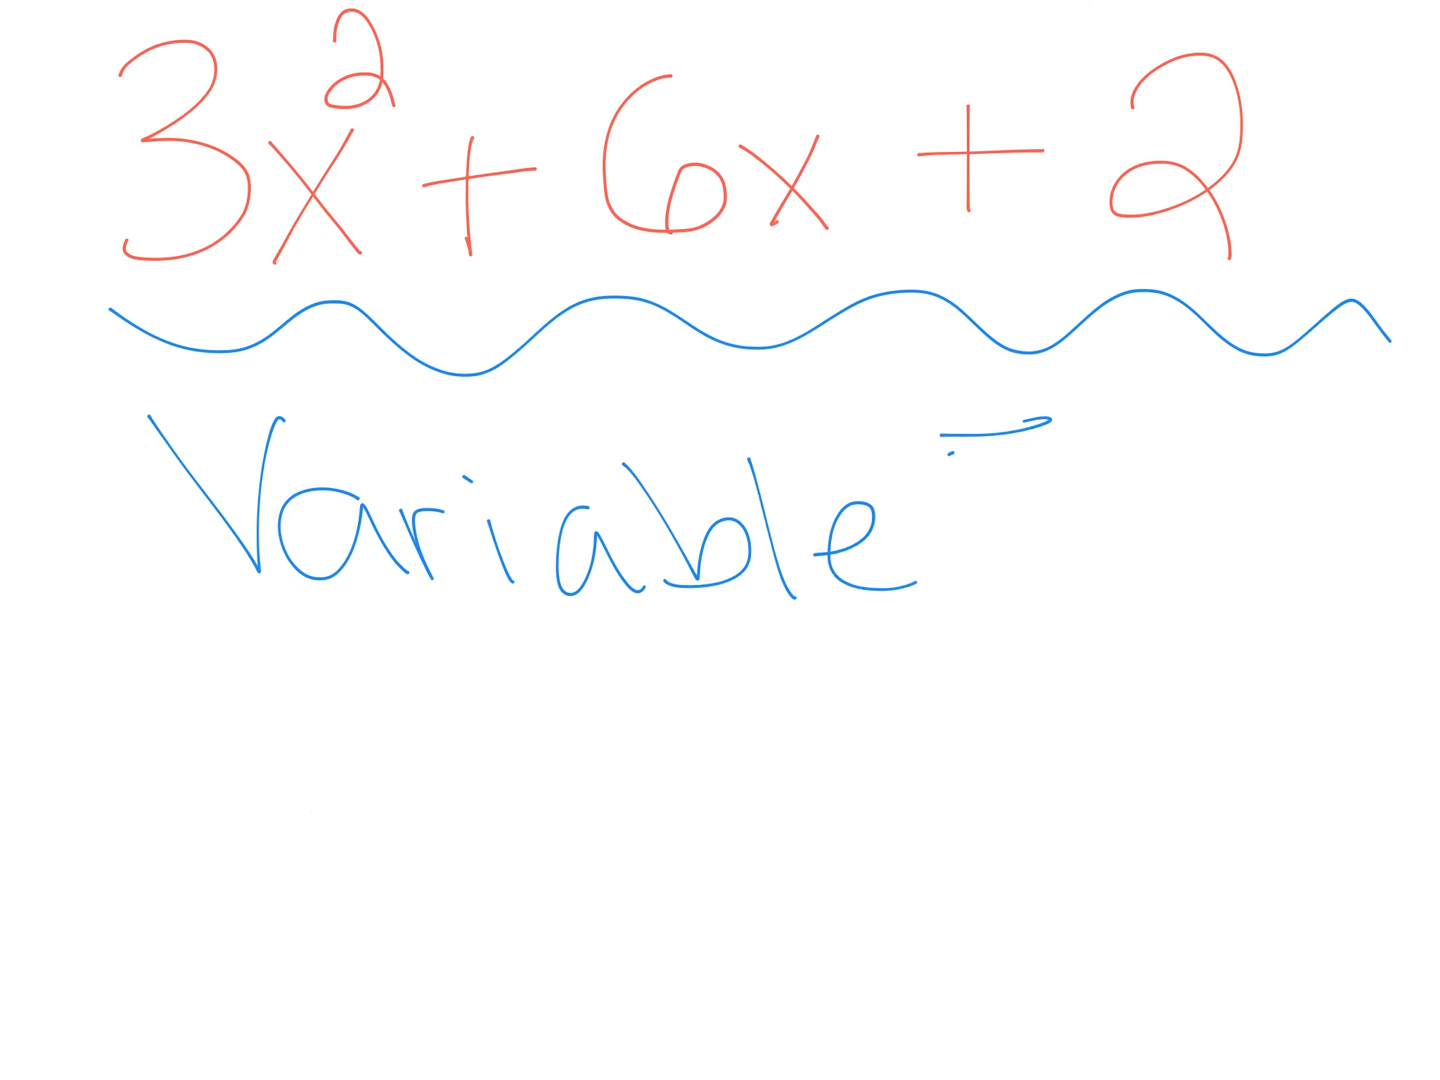 3x² + 6x + 2
Variable